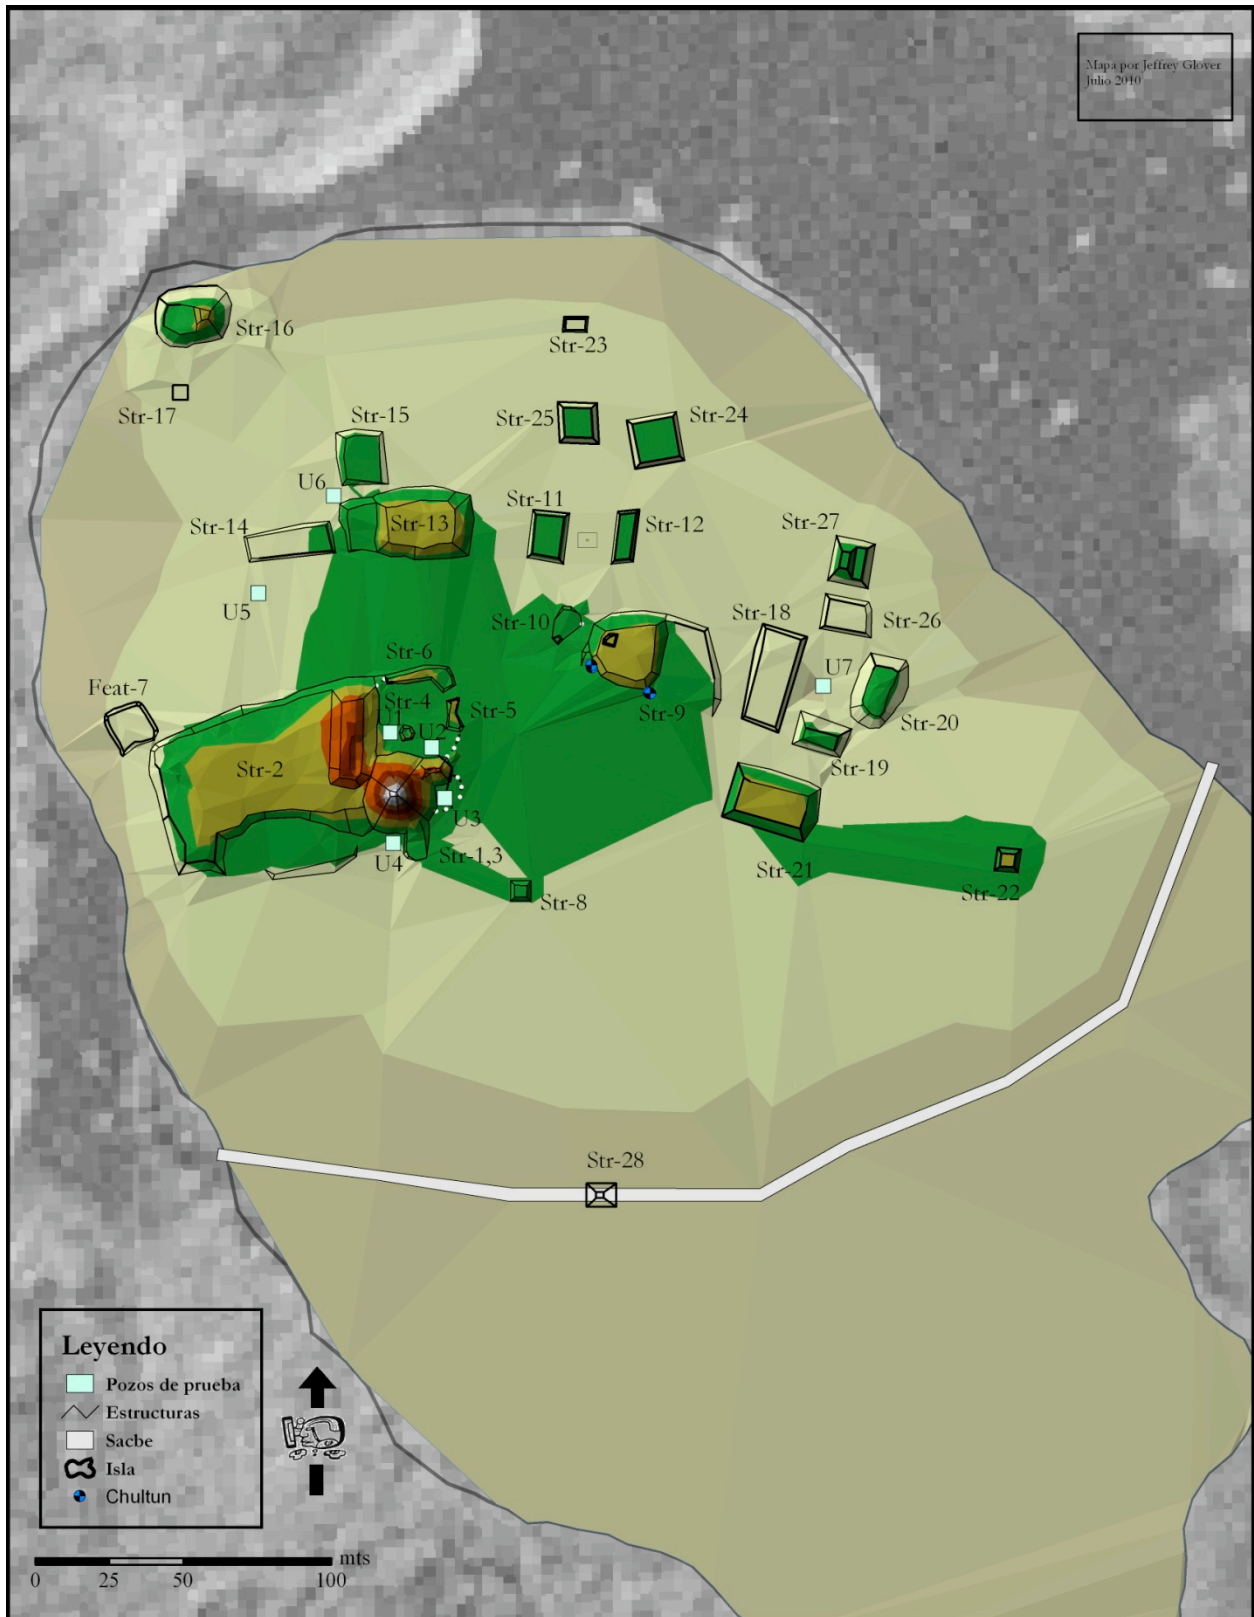 Mapa por Jeffrey Glover
Julio 2010
Str-16
Str-23
Str-17
Str-15
Str-25
Str-24
U6
Str-14
Str-13
Str-11
Str-12
Str-27
U5
Str-10
Str-18
Str-26
Str-6
Feat-7
Str-4
U7
U1
U2
Str-5
Str-9
Str-20
Str-2
Str-19
U3
U4
Str-1,3
Str-21
Str-8
Str-22
Str-28
Leyendo
Pozos de prueba
Estructuras
Sacbe
Isla
Chultun
mts
0 25 50 100